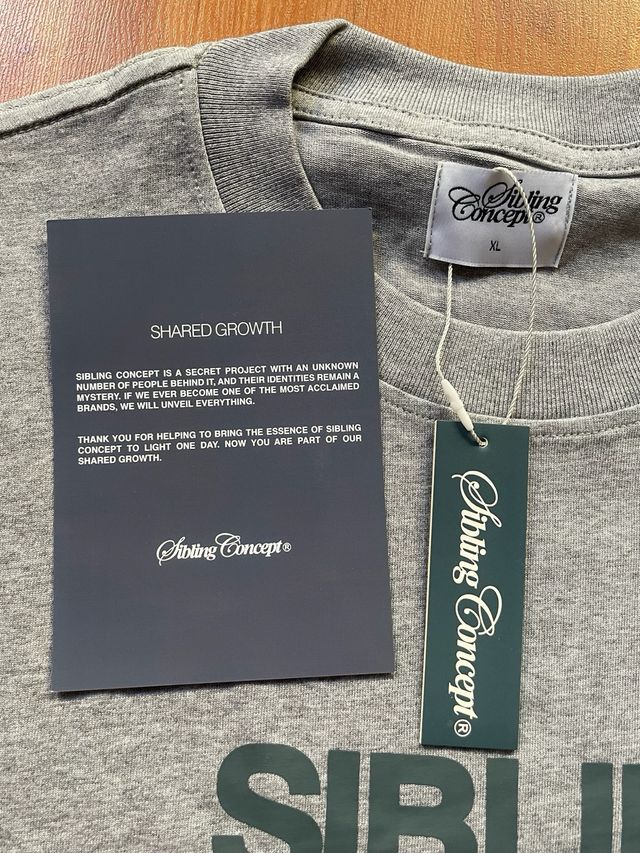 Sibling
Concept®
XL
SHARED GROWTH
SIBLING CONCEPT IS A SECRET PROJECT WITH AN UNKNOWN
NUMBER OF PEOPLE BEHIND IT, AND THEIR IDENTITIES REMAIN A
MYSTERY. IF WE EVER BECOME ONE OF THE MOST ACCLAIMED
BRANDS, WE WILL UNVEIL EVERYTHING.
THANK YOU FOR HELPING TO BRING THE ESSENCE OF SIBLING
CONCEPT TO LIGHT ONE DAY. NOW YOU ARE PART OF OUR
SHARED GROWTH.
Sibling Concept®
Sibling Concept®
SIBLI